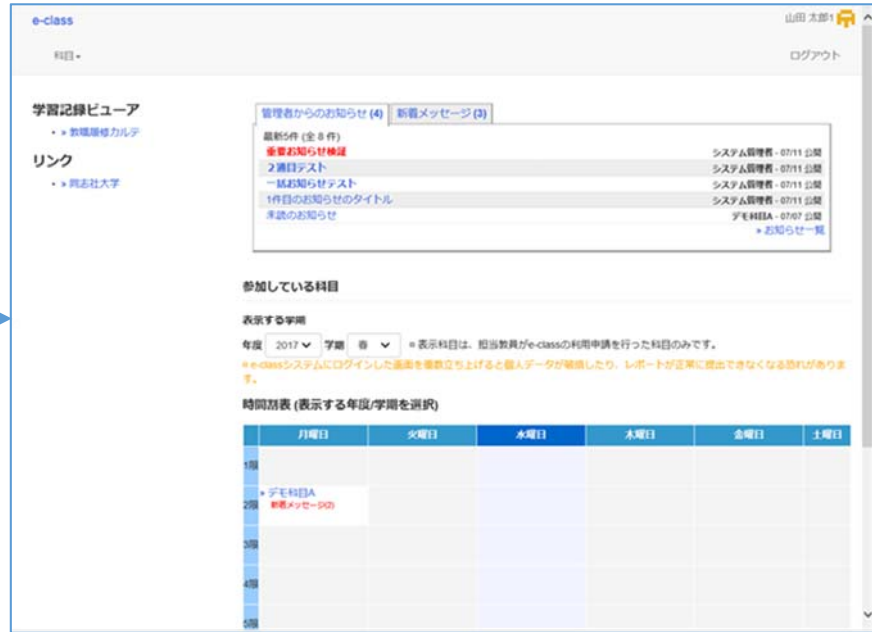 e-class
山田 太郎1
科目▾
ログアウト
学習記録ビューア
・» 教職履修カルテ
リンク
・» 同志社大学
管理者からのお知らせ (4) 新着メッセージ (3)
最新5件 (全 8 件)
重要お知らせ検証 システム管理者 - 07/11 公開
2週目テスト システム管理者 - 07/11 公開
一括お知らせテスト システム管理者 - 07/11 公開
1件目のお知らせのタイトル システム管理者 - 07/11 公開
未読のお知らせ デモ科目A - 07/07 公開
» お知らせ一覧
参加している科目
表示する学期
年度 2017 学期 春 ※表示科目は、担当教員がe-classの利用申請を行った科目のみです。
※e-classシステムにログインした画面を複数立ち上げると個人データが破損したり、レポートが正常に提出できなくなる恐れがありま
す。
時間割表 (表示する年度/学期を選択)
月曜日 火曜日 水曜日 木曜日 金曜日 土曜日
1限
» デモ科目A
2限 新着メッセージ(2)
3限
4限
5限